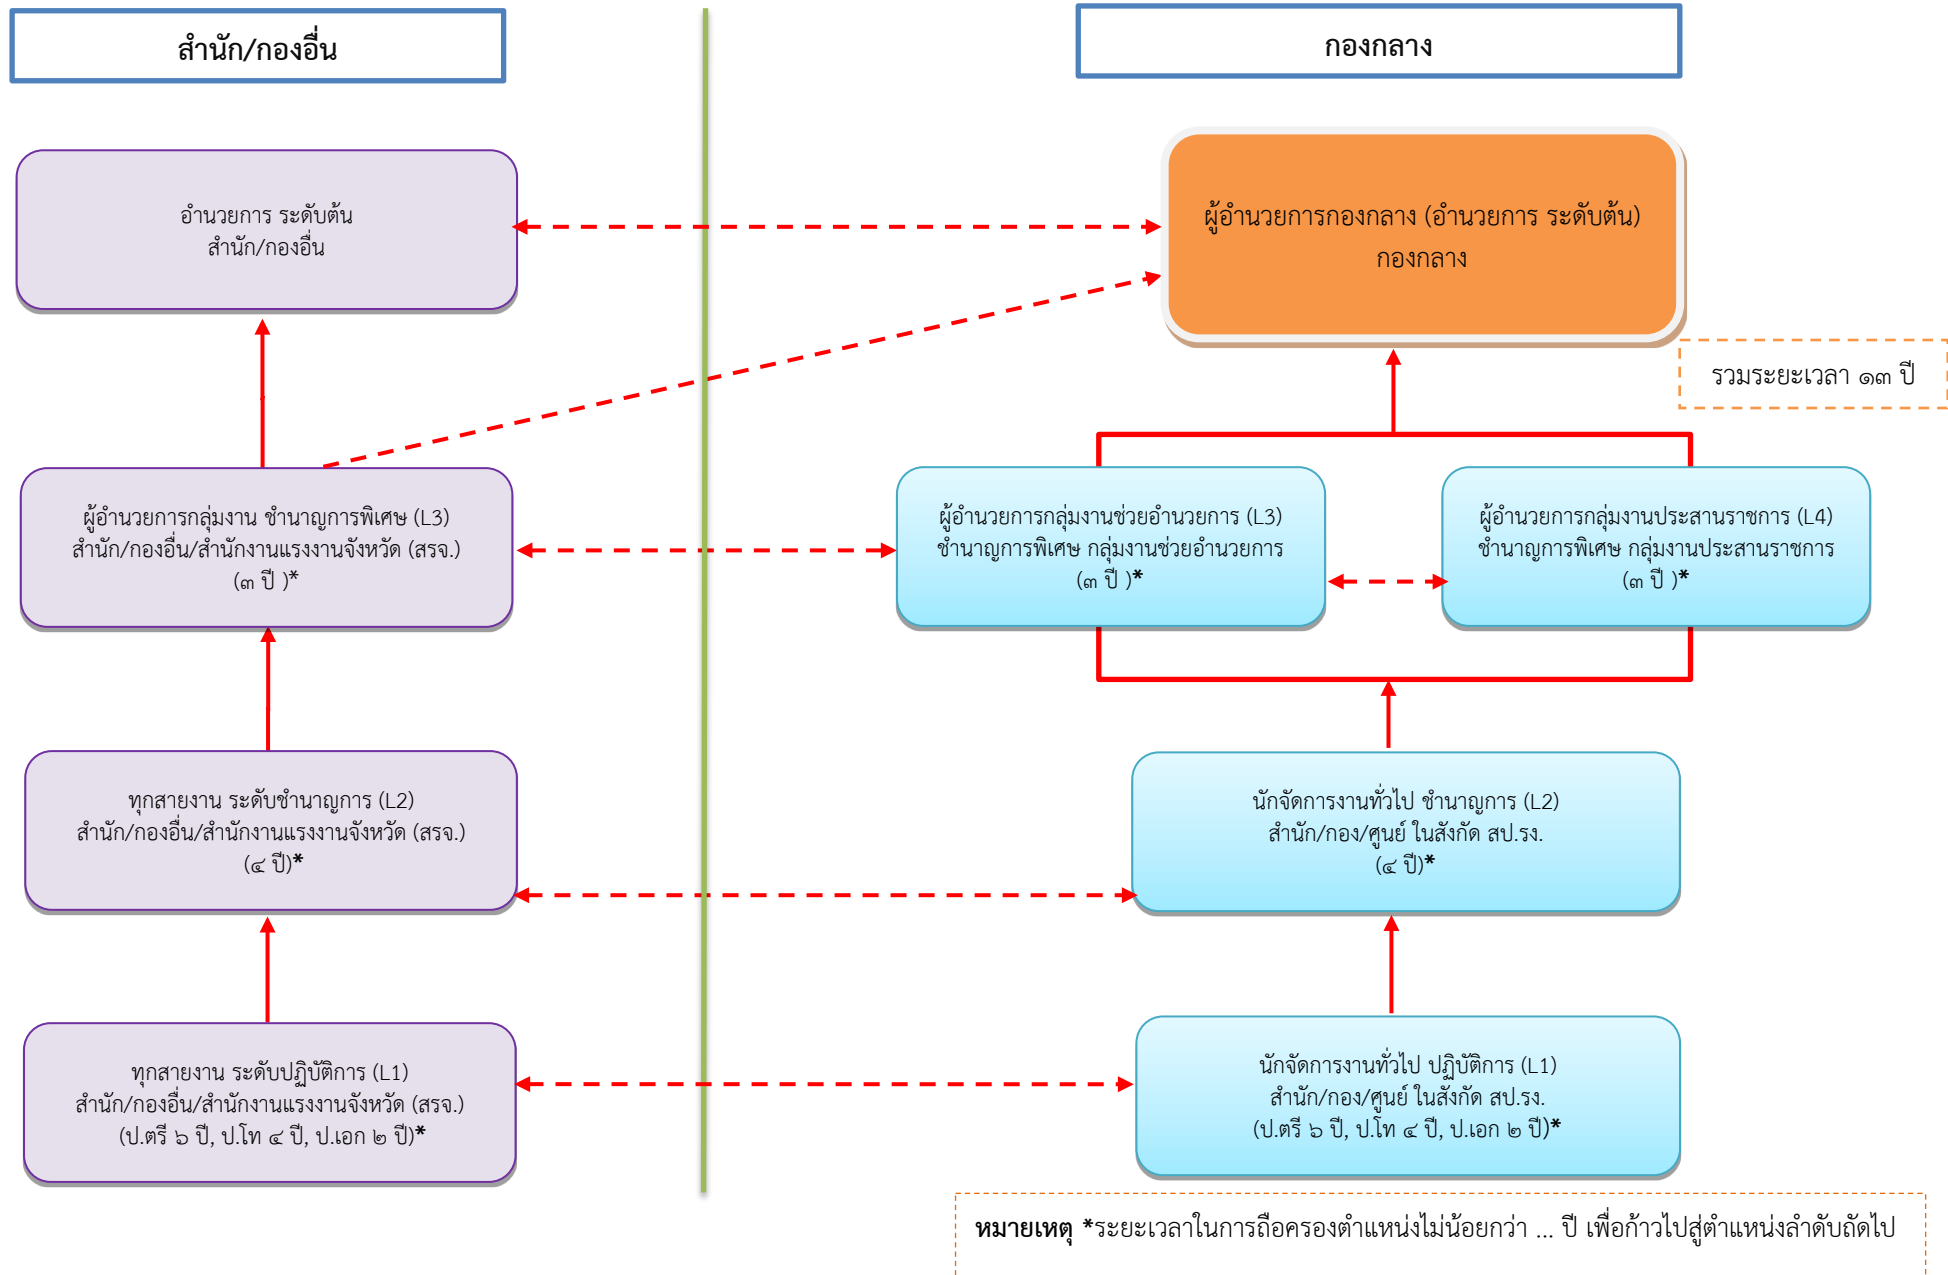 สำนัก/กองอื่น
กองกลาง
อำนวยการ ระดับต้น
สำนัก/กองอื่น
ผู้อำนวยการกองกลาง (อำนวยการ ระดับต้น)
กองกลาง
รวมระยะเวลา ๑๓ ปี
ผู้อำนวยการกลุ่มงาน ชำนาญการพิเศษ (L3)
สำนัก/กองอื่น/สำนักงานแรงงานจังหวัด (สรจ.)
(๓ ปี )*
ผู้อำนวยการกลุ่มงานช่วยอำนวยการ (L3)
ชำนาญการพิเศษ กลุ่มงานช่วยอำนวยการ
(๓ ปี )*
ผู้อำนวยการกลุ่มงานประสานราชการ (L4)
ชำนาญการพิเศษ กลุ่มงานประสานราชการ
(๓ ปี )*
ทุกสายงาน ระดับชำนาญการ (L2)
สำนัก/กองอื่น/สำนักงานแรงงานจังหวัด (สรจ.)
(๔ ปี)*
นักจัดการงานทั่วไป ชำนาญการ (L2)
สำนัก/กอง/ศูนย์ ในสังกัด สป.รง.
(๔ ปี)*
ทุกสายงาน ระดับปฏิบัติการ (L1)
สำนัก/กองอื่น/สำนักงานแรงงานจังหวัด (สรจ.)
(ป.ตรี ๖ ปี, ป.โท ๔ ปี, ป.เอก ๒ ปี)*
นักจัดการงานทั่วไป ปฏิบัติการ (L1)
สำนัก/กอง/ศูนย์ ในสังกัด สป.รง.
(ป.ตรี ๖ ปี, ป.โท ๔ ปี, ป.เอก ๒ ปี)*
หมายเหตุ *ระยะเวลาในการถือครองตำแหน่งไม่น้อยกว่า ... ปี เพื่อก้าวไปสู่ตำแหน่งลำดับถัดไป